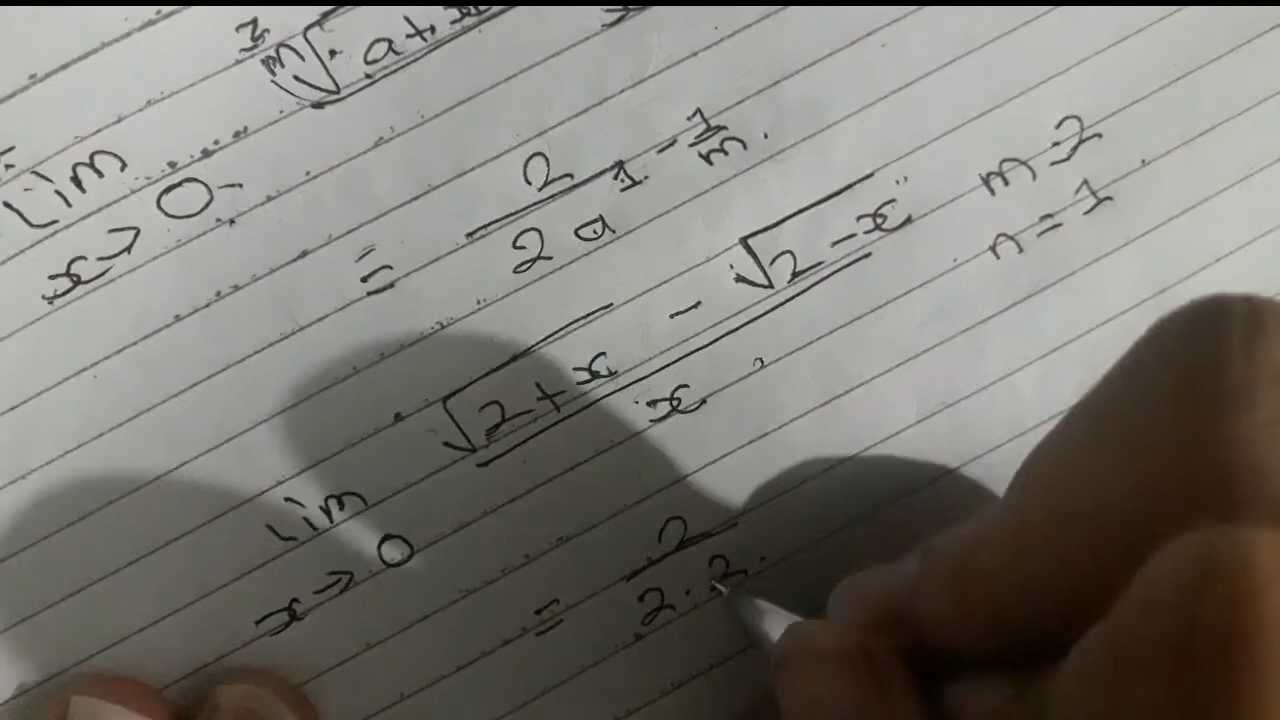 m√a+x
lim
x→0
= 2/2a^1-1/m
m=2
n=1
lim x→0 √2+x - √2-x / x
= 2/2.2